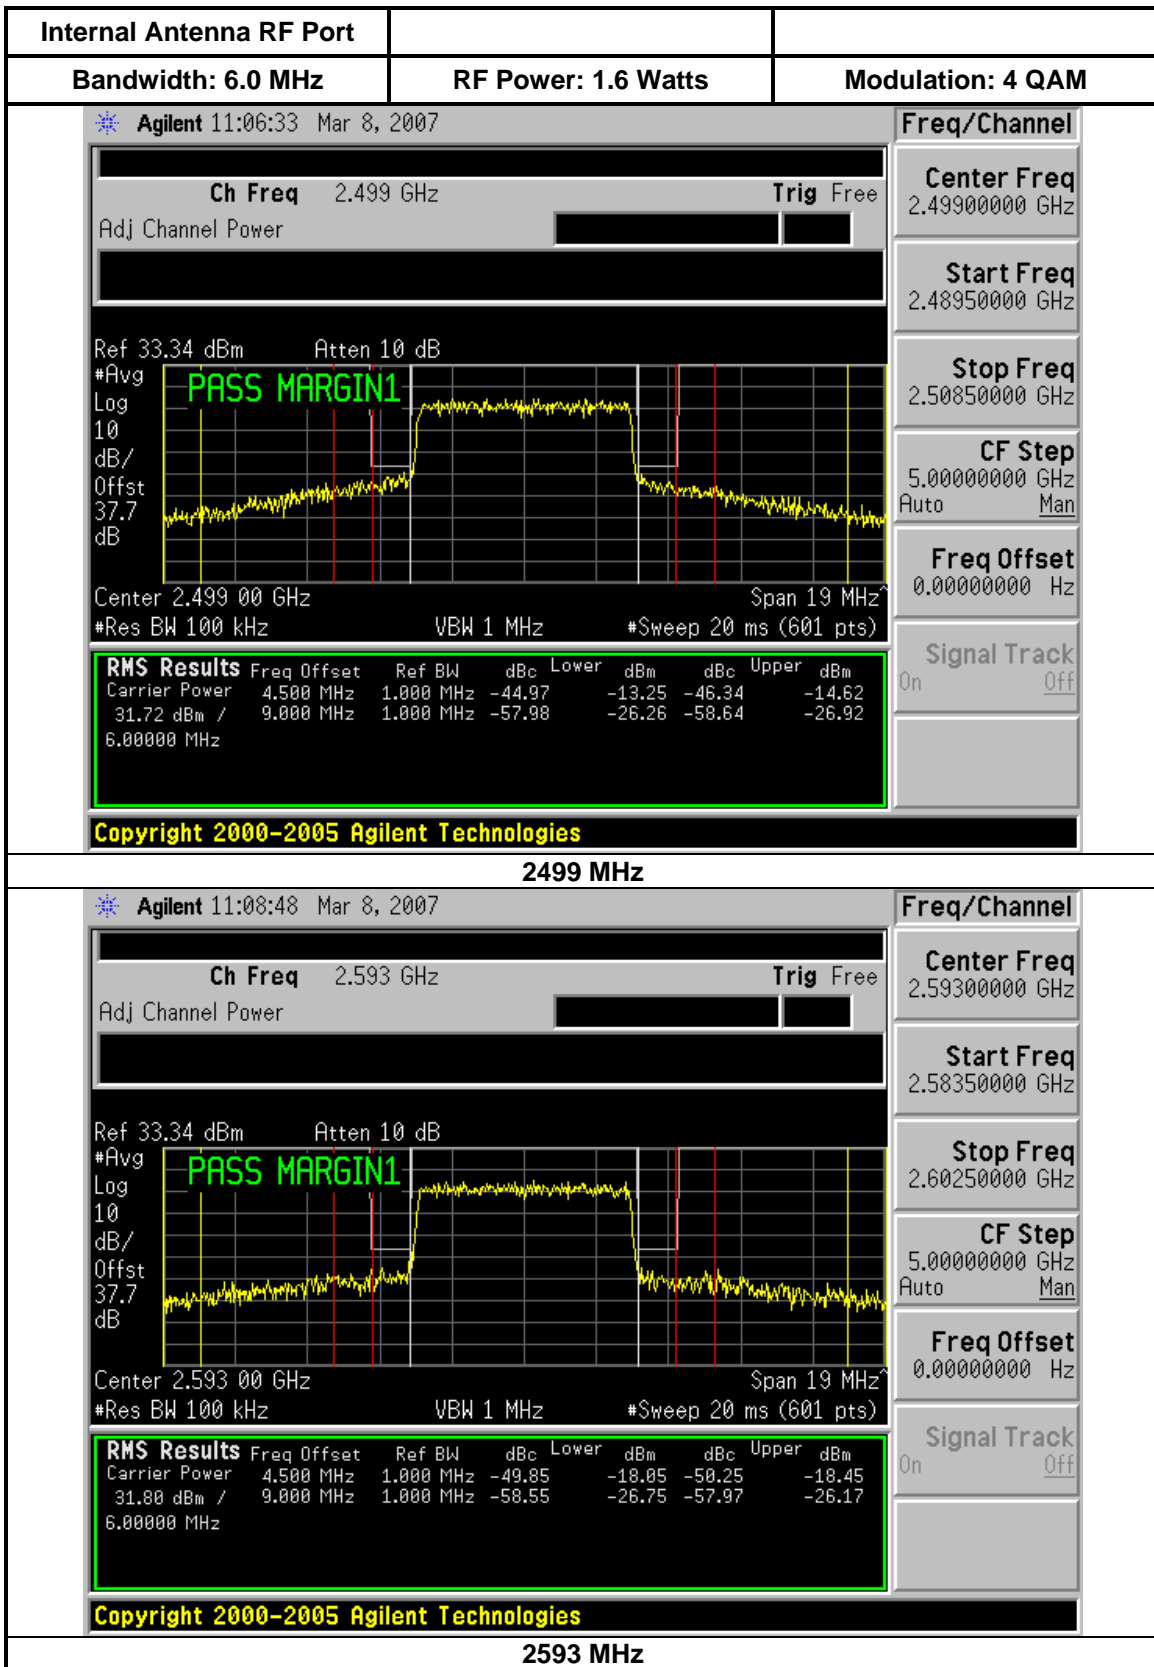 Internal Antenna RF Port
Bandwidth: 6.0 MHz RF Power: 1.6 Watts Modulation: 4 QAM
Agilent 11:06:33 Mar 8, 2007 Freq/Channel
Ch Freq 2.499 GHz Trig Free
Adj Channel Power
Center Freq
2.49900000 GHz
Start Freq
2.48950000 GHz
Stop Freq
2.50850000 GHz
CF Step
5.00000000 GHz
Auto Man
Freq Offset
0.00000000 Hz
Signal Track
On Off
Ref 33.34 dBm Atten 10 dB
#Avg
Log
10
dB/
Offst
37.7
dB
PASS MARGIN1
Center 2.499 00 GHz Span 19 MHz^
#Res BW 100 kHz VBW 1 MHz #Sweep 20 ms (601 pts)
RMS Results Freq Offset Ref BW dBc Lower dBm dBc Upper dBm
Carrier Power 4.500 MHz 1.000 MHz -44.97 -13.25 -46.34 -14.62
31.72 dBm / 9.000 MHz 1.000 MHz -57.98 -26.26 -58.64 -26.92
6.00000 MHz
Copyright 2000-2005 Agilent Technologies
2499 MHz
Agilent 11:08:48 Mar 8, 2007 Freq/Channel
Ch Freq 2.593 GHz Trig Free
Adj Channel Power
Center Freq
2.59300000 GHz
Start Freq
2.58350000 GHz
Stop Freq
2.60250000 GHz
CF Step
5.00000000 GHz
Auto Man
Freq Offset
0.00000000 Hz
Signal Track
On Off
Ref 33.34 dBm Atten 10 dB
#Avg
Log
10
dB/
Offst
37.7
dB
PASS MARGIN1
Center 2.593 00 GHz Span 19 MHz^
#Res BW 100 kHz VBW 1 MHz #Sweep 20 ms (601 pts)
RMS Results Freq Offset Ref BW dBc Lower dBm dBc Upper dBm
Carrier Power 4.500 MHz 1.000 MHz -49.85 -18.05 -50.25 -18.45
31.80 dBm / 9.000 MHz 1.000 MHz -58.55 -26.75 -57.97 -26.17
6.00000 MHz
Copyright 2000-2005 Agilent Technologies
2593 MHz